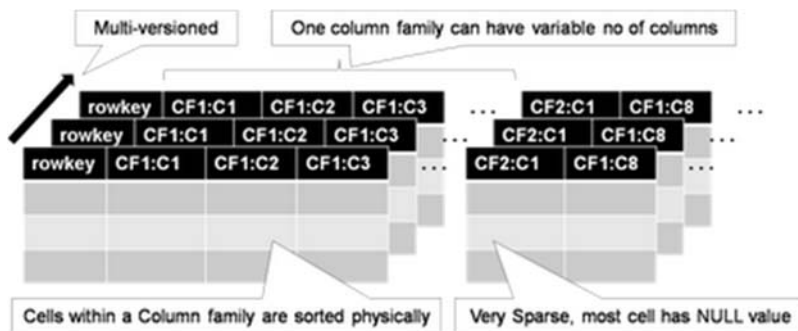 Multi-versioned
One column family can have variable no of columns
rowkey CF1:C1 CF1:C2 CF1:C3 ... CF2:C1 CF1:C8 ...
rowkey CF1:C1 CF1:C2 CF1:C3 ... CF2:C1 CF1:C8 ...
rowkey CF1:C1 CF1:C2 CF1:C3 ... CF2:C1 CF1:C8 ...
Cells within a Column family are sorted physically
Very Sparse, most cell has NULL value